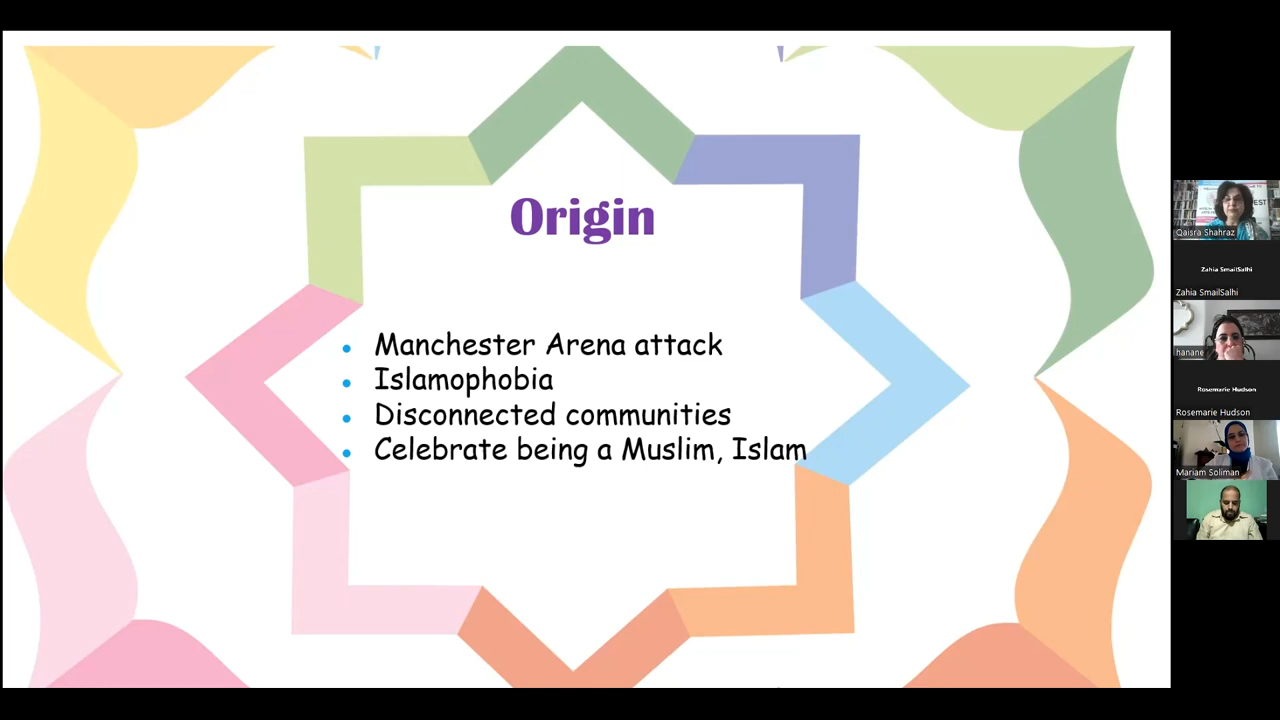 Origin
Manchester Arena attack
Islamophobia
Disconnected communities
Celebrate being a Muslim, Islam
Qaisra Shahraz
Zahia SmailSalhi
Zahia SmailSalhi
hanane
Rosemarie Hudson
Rosemarie Hudson
Mariam Soliman